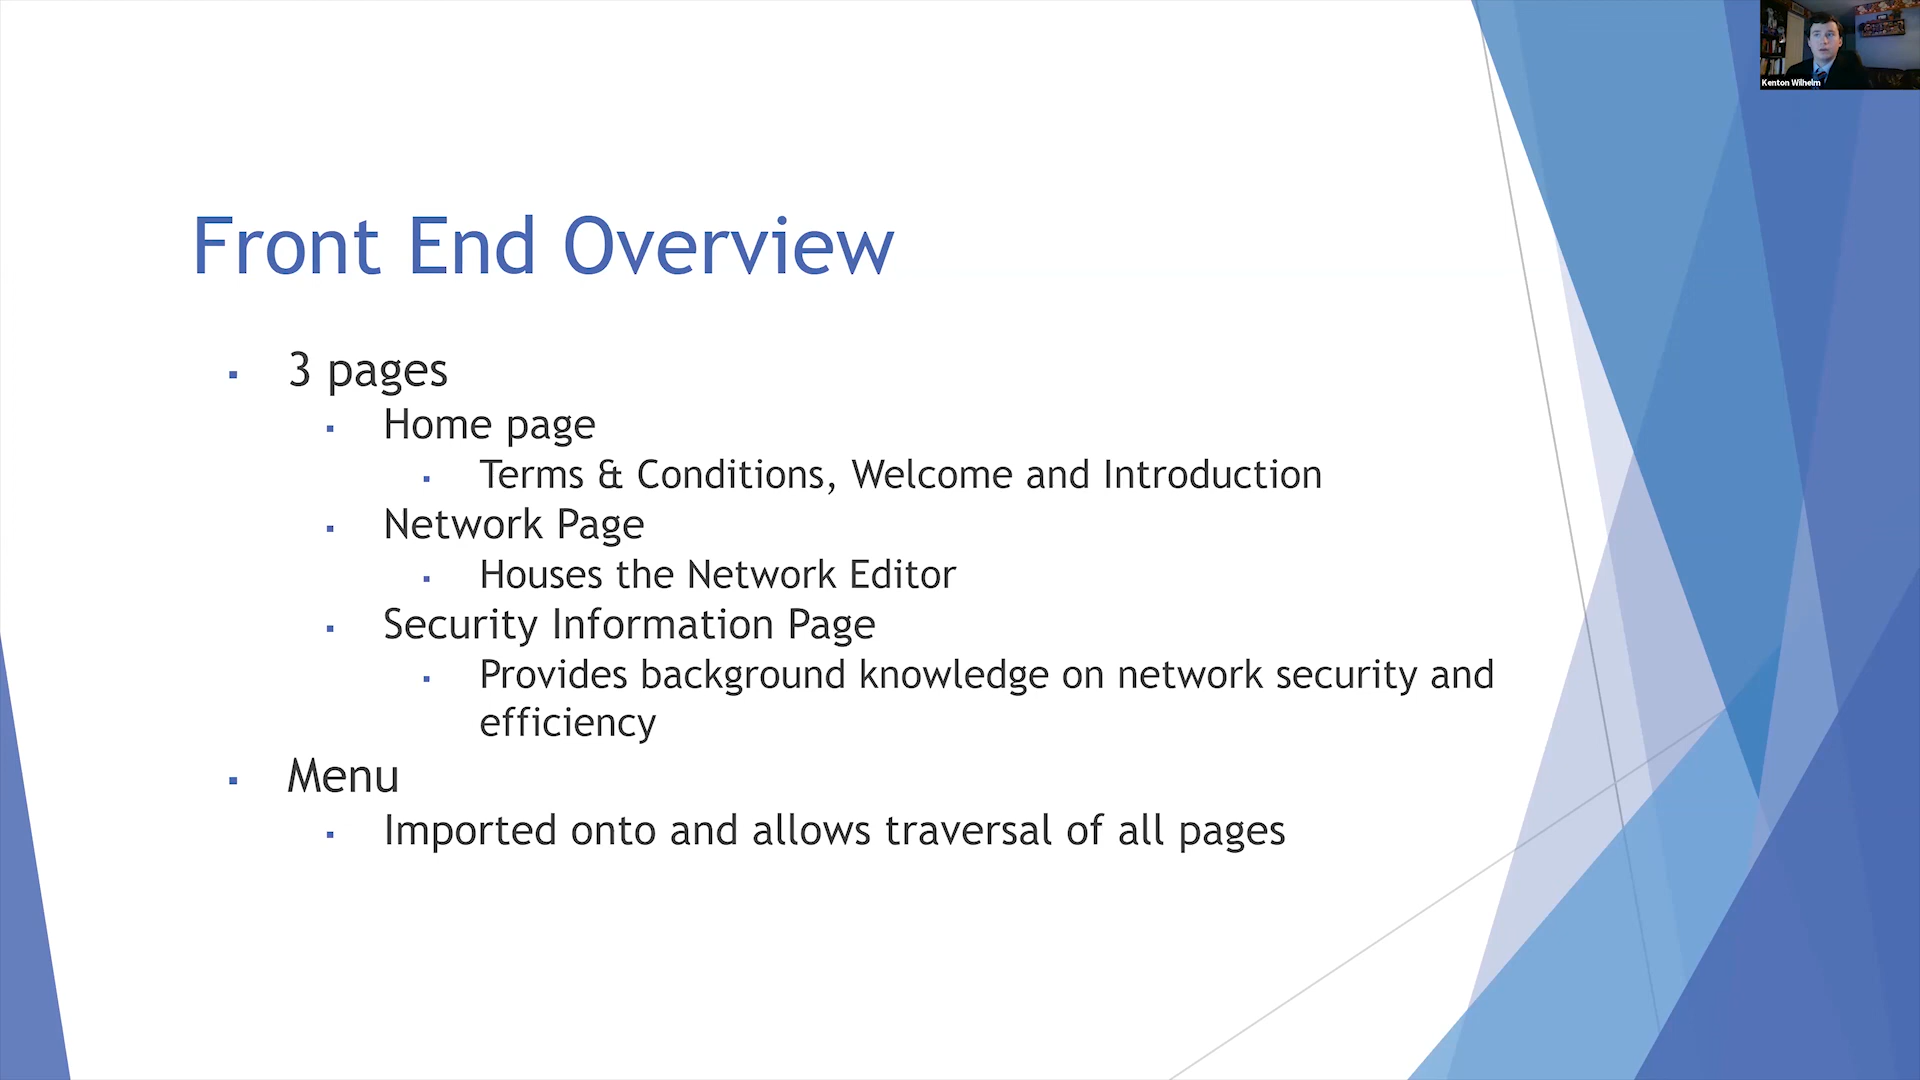 Kenton Wilhelm
Front End Overview
3 pages
Home page
Terms & Conditions, Welcome and Introduction
Network Page
Houses the Network Editor
Security Information Page
Provides background knowledge on network security and
efficiency
Menu
Imported onto and allows traversal of all pages